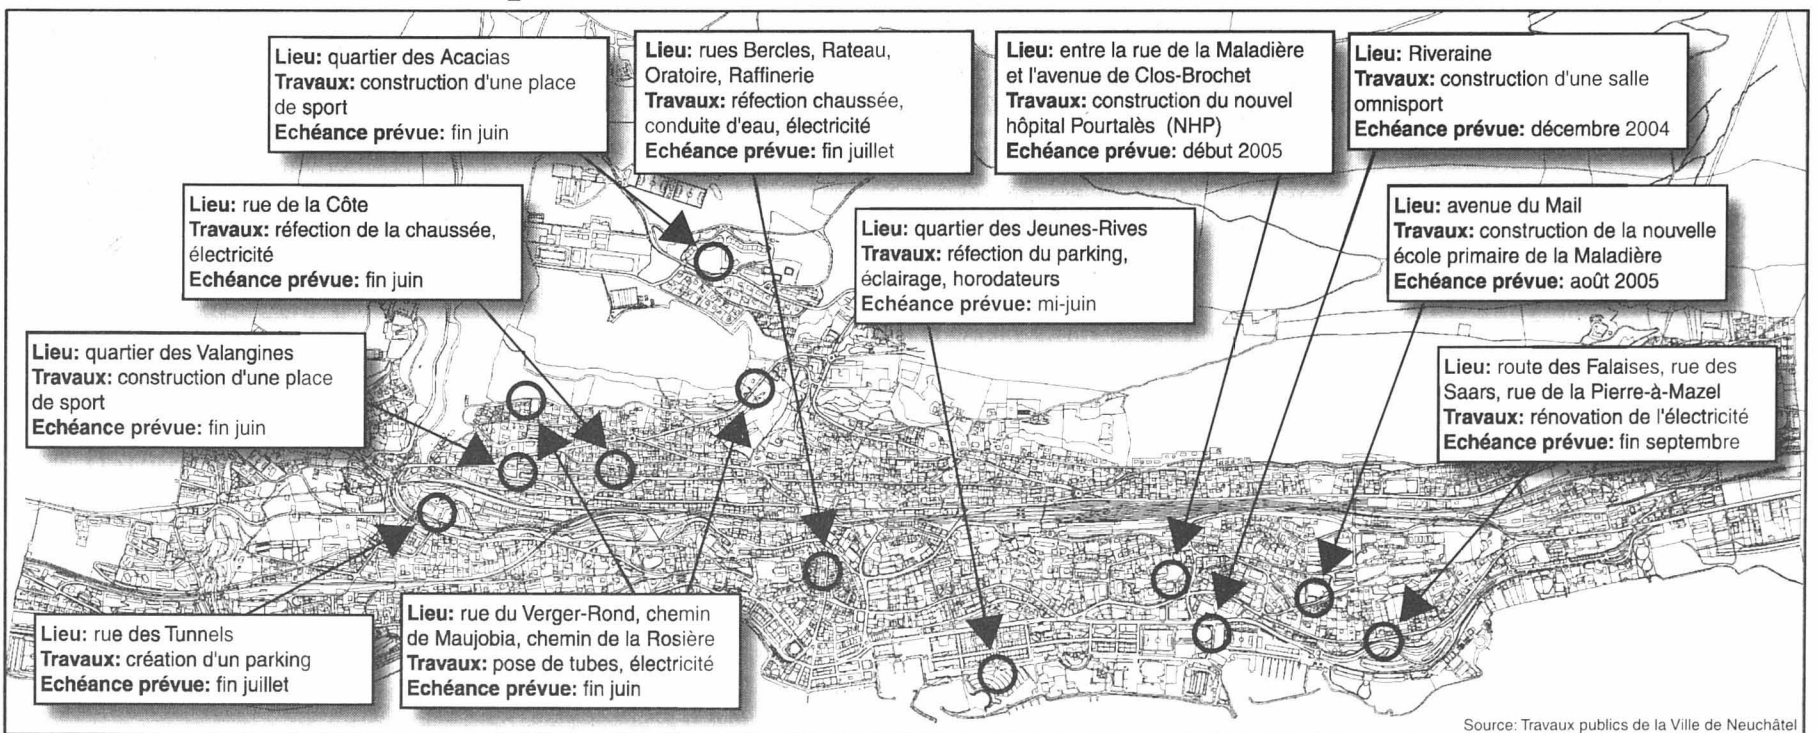 Lieu: quartier des Acacias
Travaux: construction d'une place
de sport
Echéance prévue: fin juin
Lieu: rues Bercles, Rateau,
Oratoire, Raffinerie
Travaux: réfection chaussée,
conduite d'eau, électricité
Echéance prévue: fin juillet
Lieu: entre la rue de la Maladière
et l'avenue de Clos-Brochet
Travaux: construction du nouvel
hôpital Pourtalès (NHP)
Echéance prévue: début 2005
Lieu: Riveraine
Travaux: construction d'une salle
omnisport
Echéance prévue: décembre 2004
Lieu: rue de la Côte
Travaux: réfection de la chaussée,
électricité
Echéance prévue: fin juin
Lieu: quartier des Jeunes-Rives
Travaux: réfection du parking,
éclairage, horodateurs
Echéance prévue: mi-juin
Lieu: avenue du Mail
Travaux: construction de la nouvelle
école primaire de la Maladière
Echéance prévue: août 2005
Lieu: quartier des Valangines
Travaux: construction d'une place
de sport
Echéance prévue: fin juin
Lieu: route des Falaises, rue des
Saars, rue de la Pierre-à-Mazel
Travaux: rénovation de l'électricité
Echéance prévue: fin septembre
Lieu: rue des Tunnels
Travaux: création d'un parking
Echéance prévue: fin juillet
Lieu: rue du Verger-Rond, chemin
de Maujobia, chemin de la Rosière
Travaux: pose de tubes, électricité
Echéance prévue: fin juin
Source: Travaux publics de la Ville de Neuchâtel